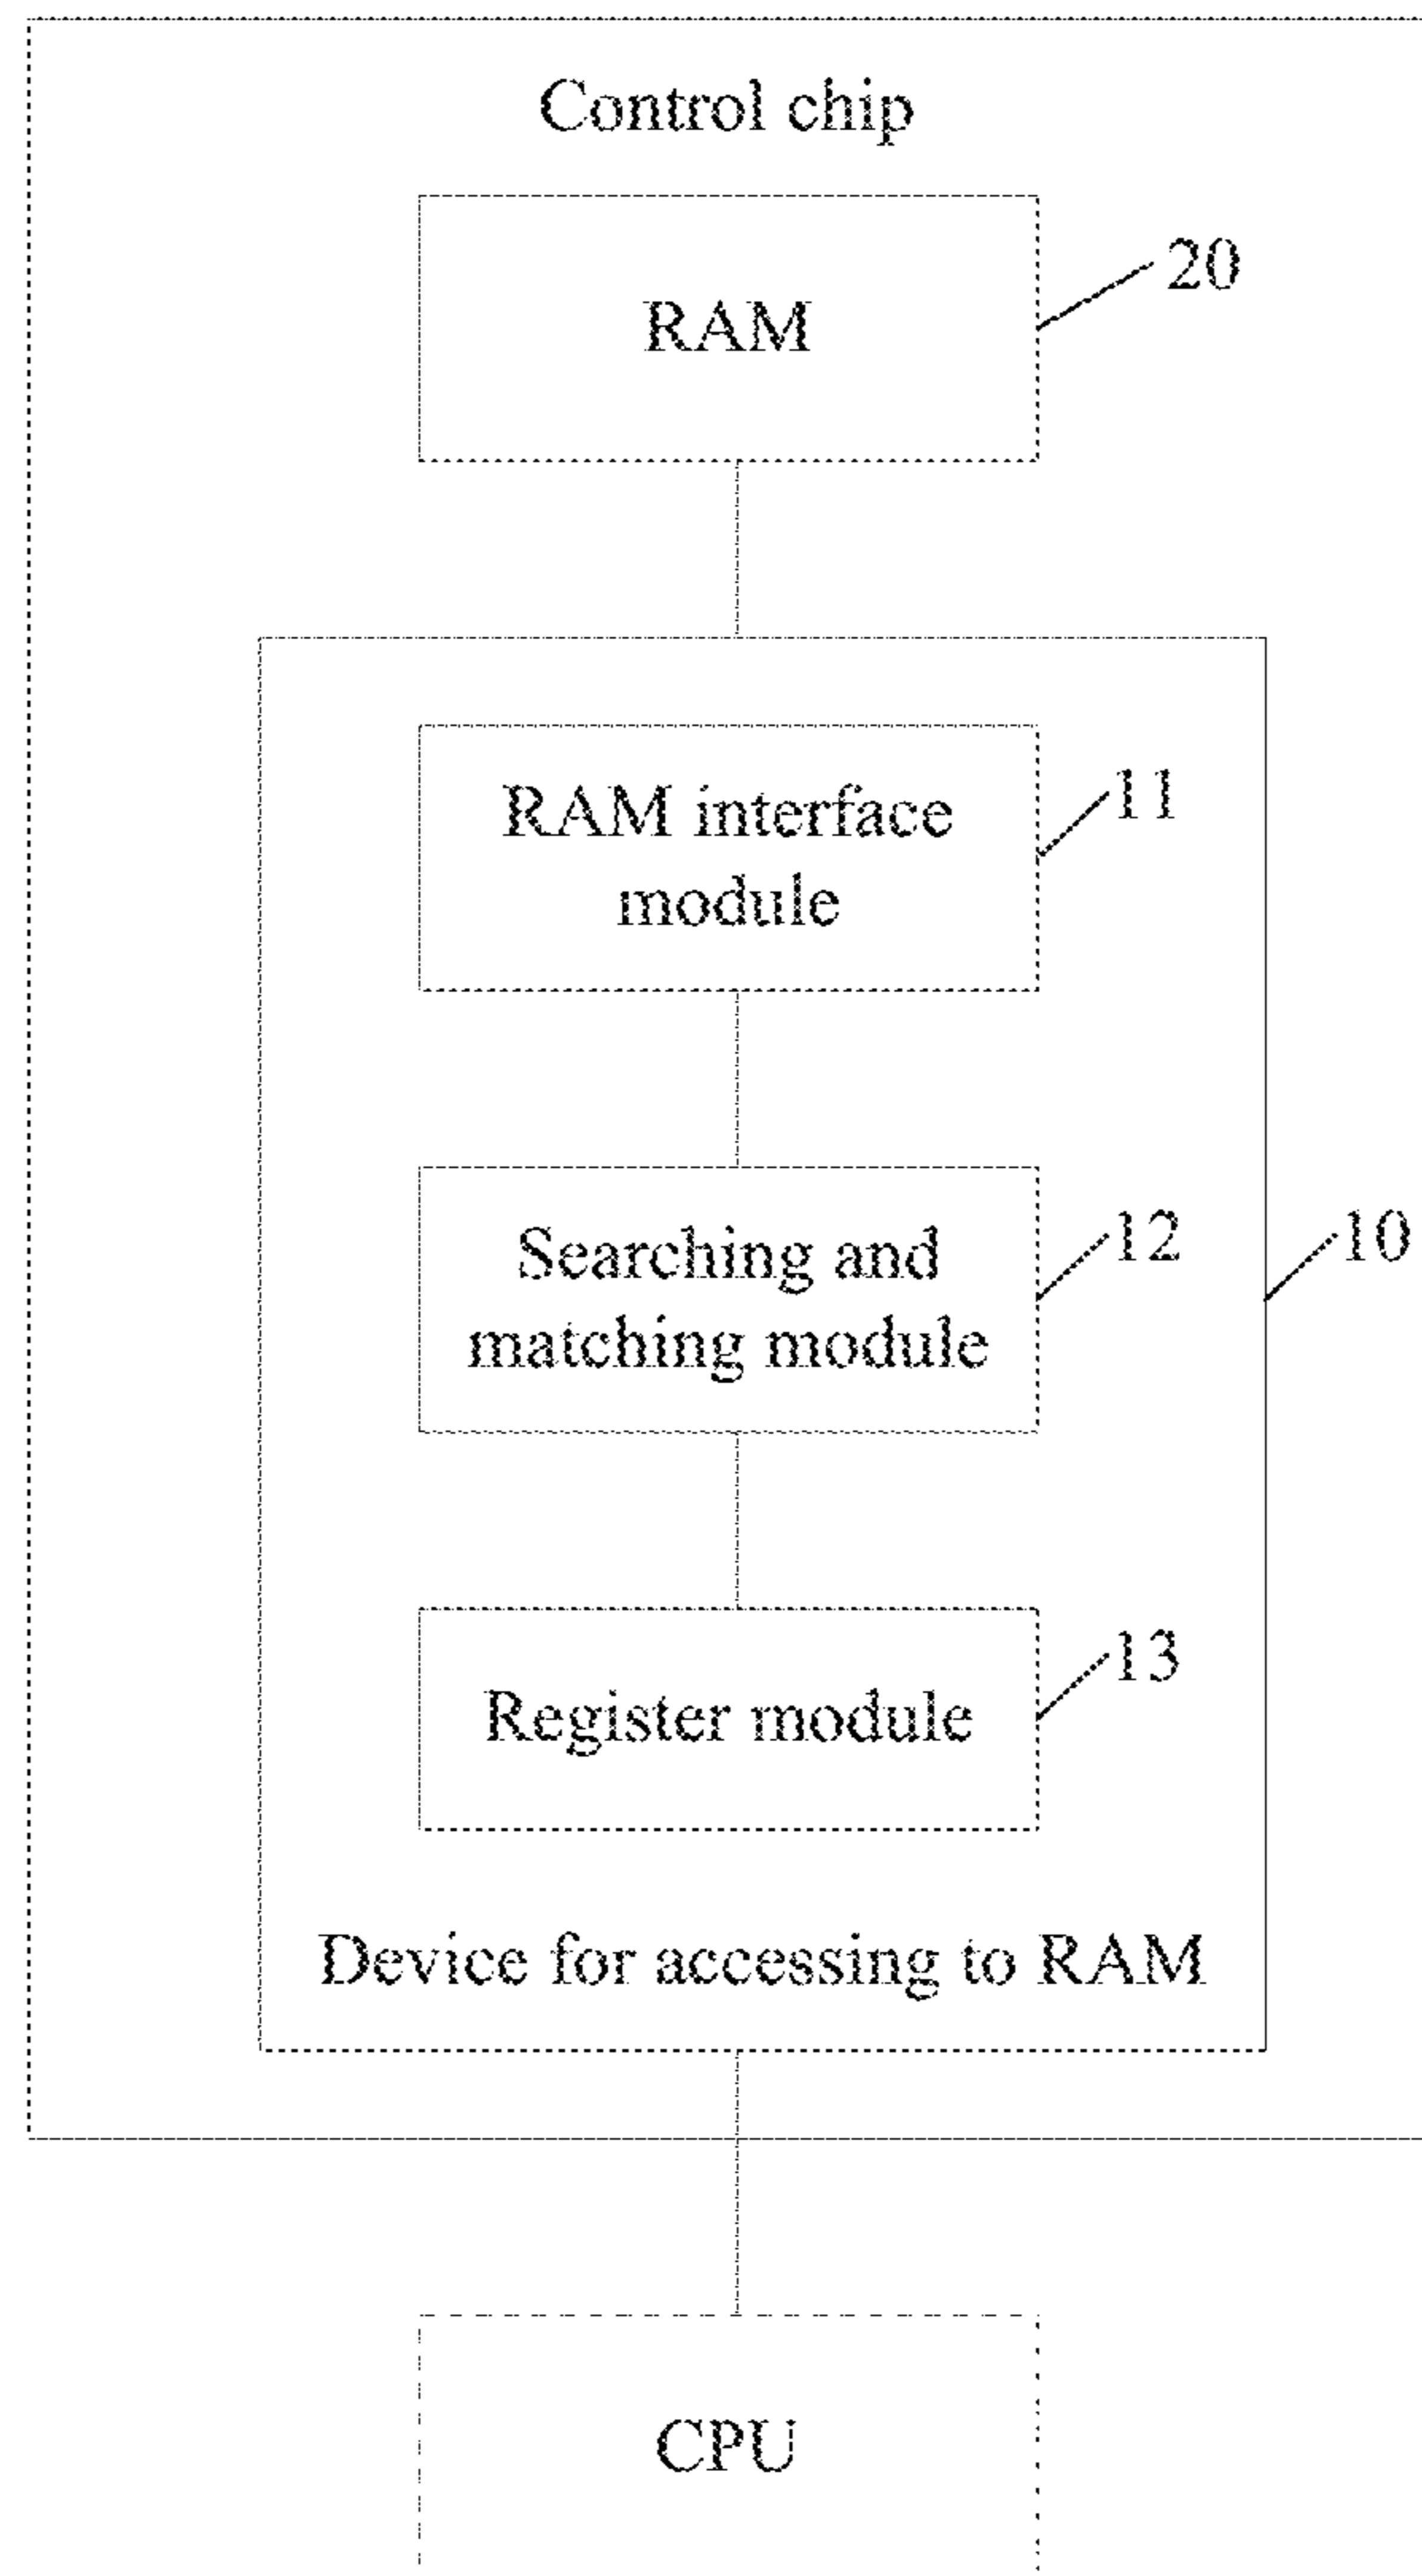 Control chip
RAM
20
RAM interface
module
11
Searching and
matching module
12
10
Register module
13
Device for accessing to RAM
CPU